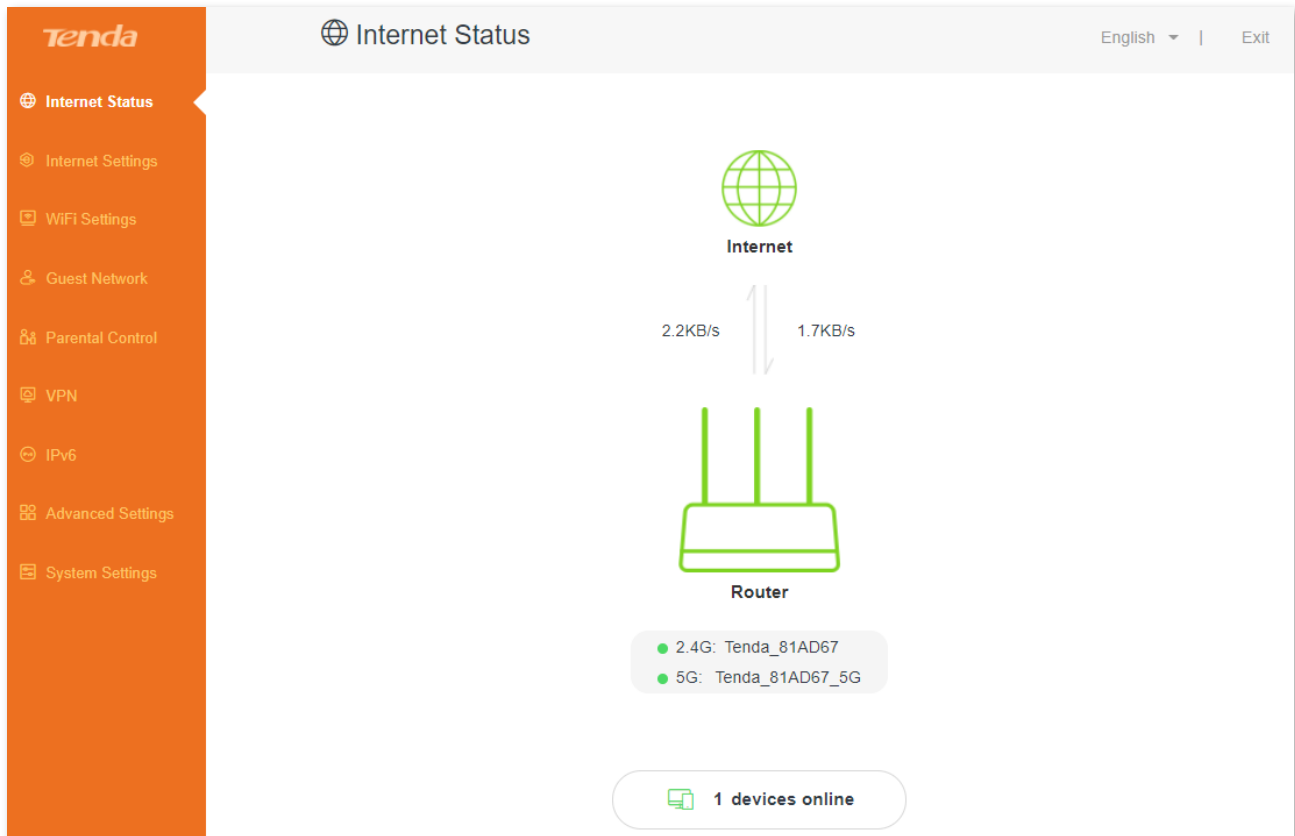 Tenda
Internet Status
English |
Exit
Internet Status
Internet Settings
WiFi Settings
Guest Network
Parental Control
VPN
IPv6
Advanced Settings
System Settings
Internet
2.2KB/s
1.7KB/s
Router
2.4G: Tenda_81AD67
5G: Tenda_81AD67_5G
1 devices online